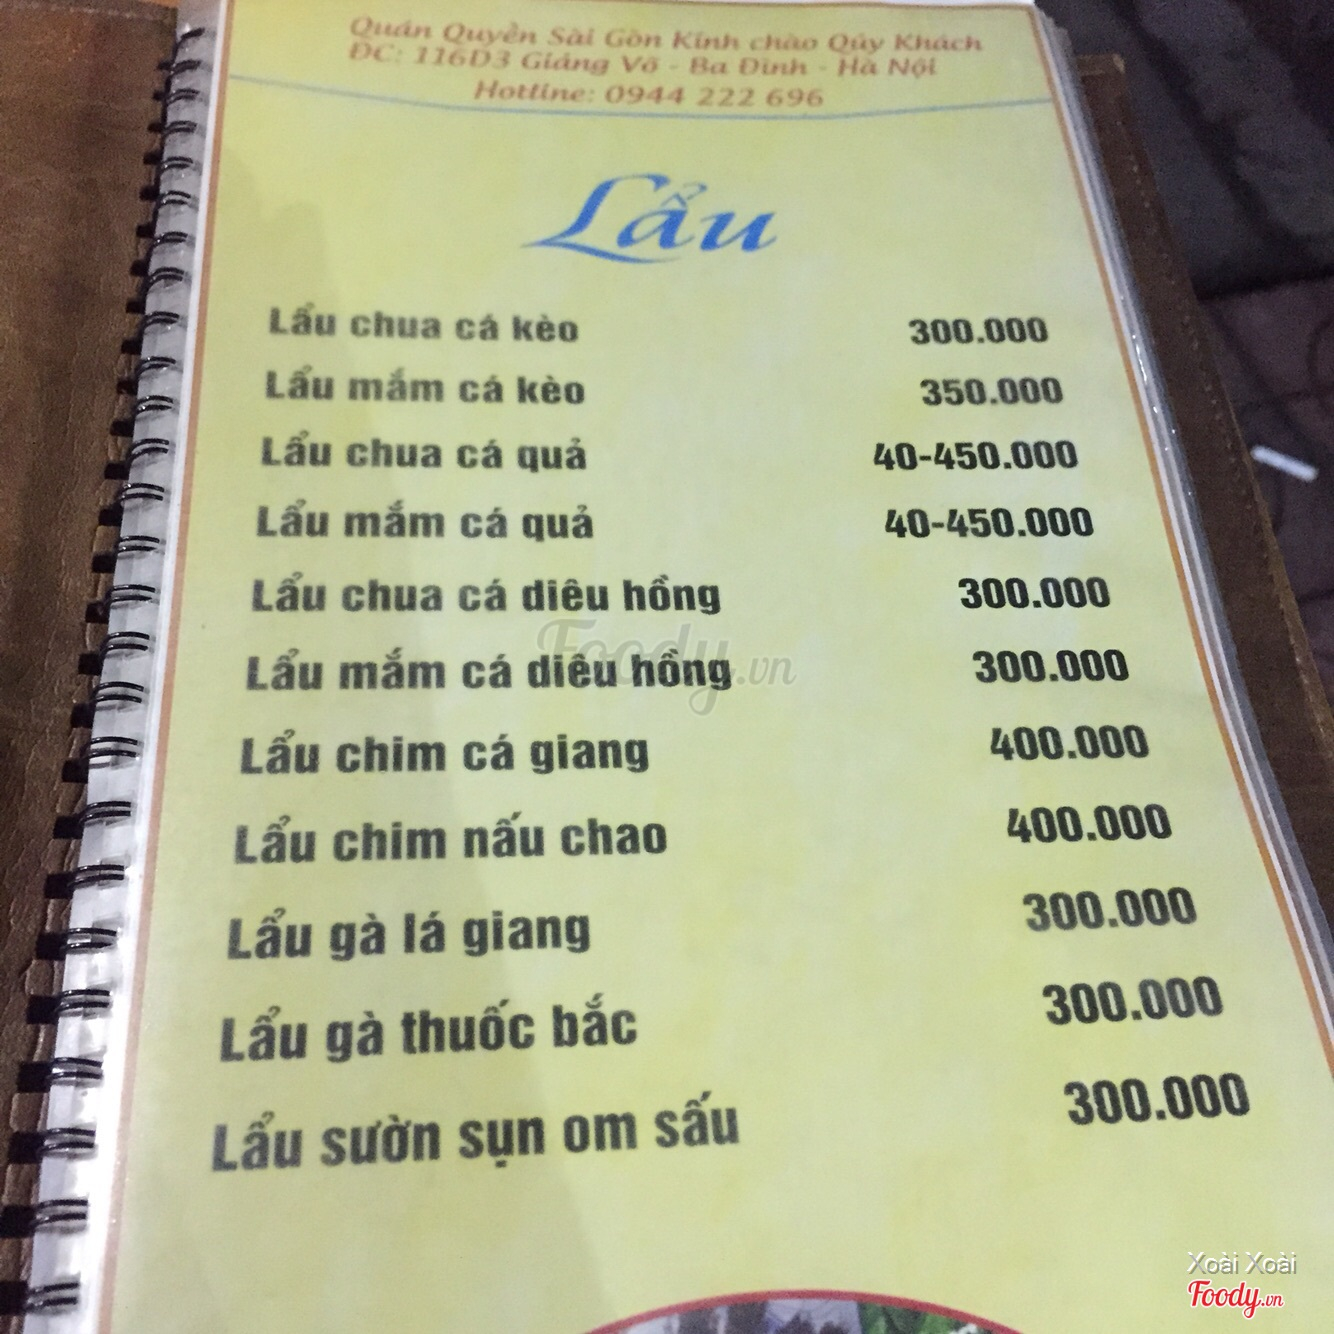 Quán Quyền Sài Gòn Kính chào Qúy Khách
ĐC: 116D3 Giảng Võ - Ba Đình - Hà Nội
Hotline: 0944 222 696
Lẩu
Lẩu chua cá kèo 300.000
Lẩu mắm cá kèo 350.000
Lẩu chua cá quả 40-450.000
Lẩu mắm cá quả 40-450.000
Lẩu chua cá diêu hồng 300.000
Lẩu mắm cá diêu hồng 300.000
Foody.vn
Lẩu chim cá giang 400.000
Lẩu chim nấu chao 400.000
Lẩu gà lá giang 300.000
Lẩu gà thuốc bắc 300.000
Lẩu sườn sụn om sấu 300.000
Xoài Xoài
Foody.vn